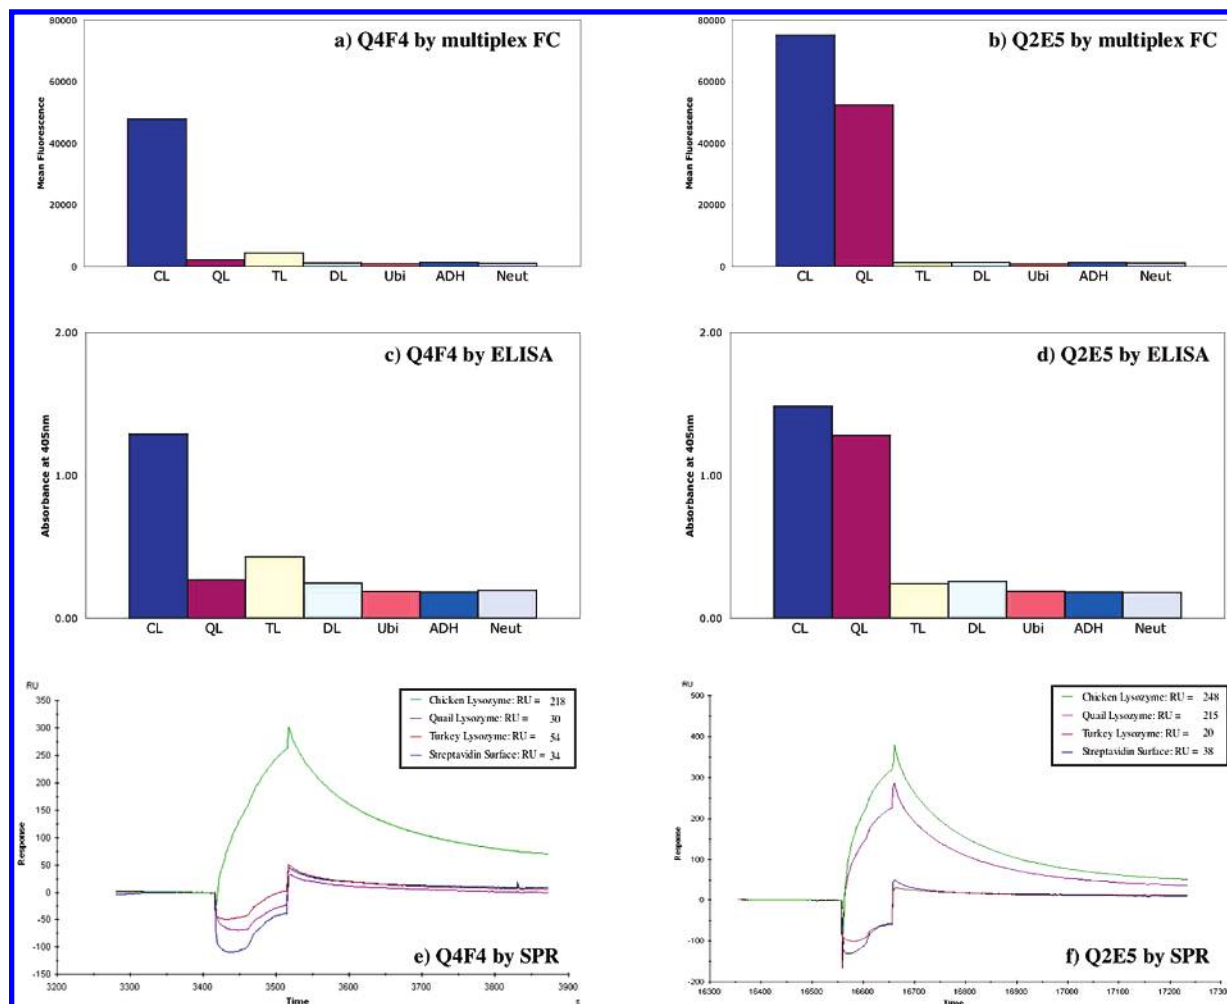 a) Q4F4 by multiplex FC
80000
60000
40000
20000
0
Mean Fluorescence
CL QL TL DL Ubi ADH Neut
b) Q2E5 by multiplex FC
80000
60000
40000
20000
0
Mean Fluorescence
CL QL TL DL Ubi ADH Neut
c) Q4F4 by ELISA
2.00
1.00
0.00
Absorbance at 405nm
CL QL TL DL Ubi ADH Neut
d) Q2E5 by ELISA
2.00
1.00
0.00
Absorbance at 405nm
CL QL TL DL Ubi ADH Neut
RU
350
300
250
200
150
100
50
0
-50
-100
-150
Response
Chicken Lysozyme: RU = 218
Quail Lysozyme: RU = 30
Turkey Lysozyme: RU = 54
Streptavidin Surface: RU = 34
e) Q4F4 by SPR
3200 3300 3400 3500 3600 3700 3800 3900
Time s
RU
500
400
300
200
100
0
-100
-200
Response
Chicken Lysozyme: RU = 248
Quail Lysozyme: RU = 215
Turkey Lysozyme: RU = 20
Streptavidin Surface: RU = 38
f) Q2E5 by SPR
16300 16400 16500 16600 16700 16800 16900 17000 17100 17200
Time